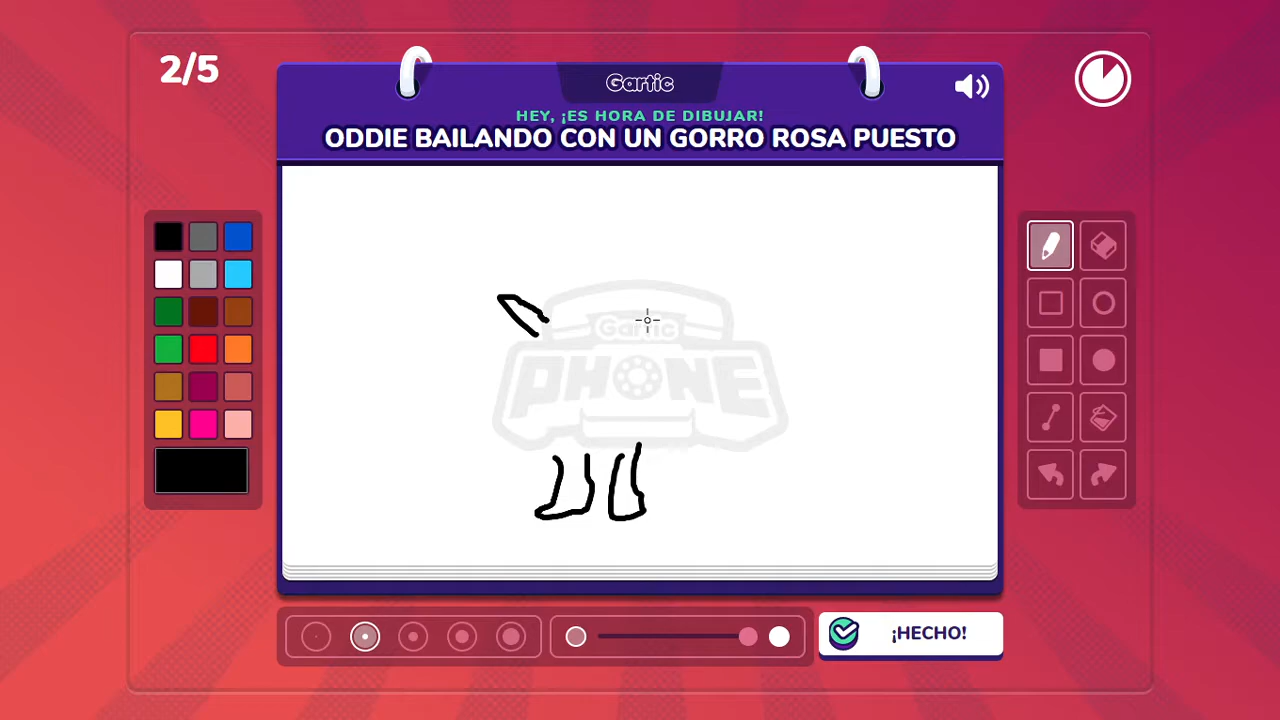 2/5
Gartic
HEY, ¡ES HORA DE DIBUJAR!
ODDIE BAILANDO CON UN GORRO ROSA PUESTO
Gartic
PHONE
¡HECHO!